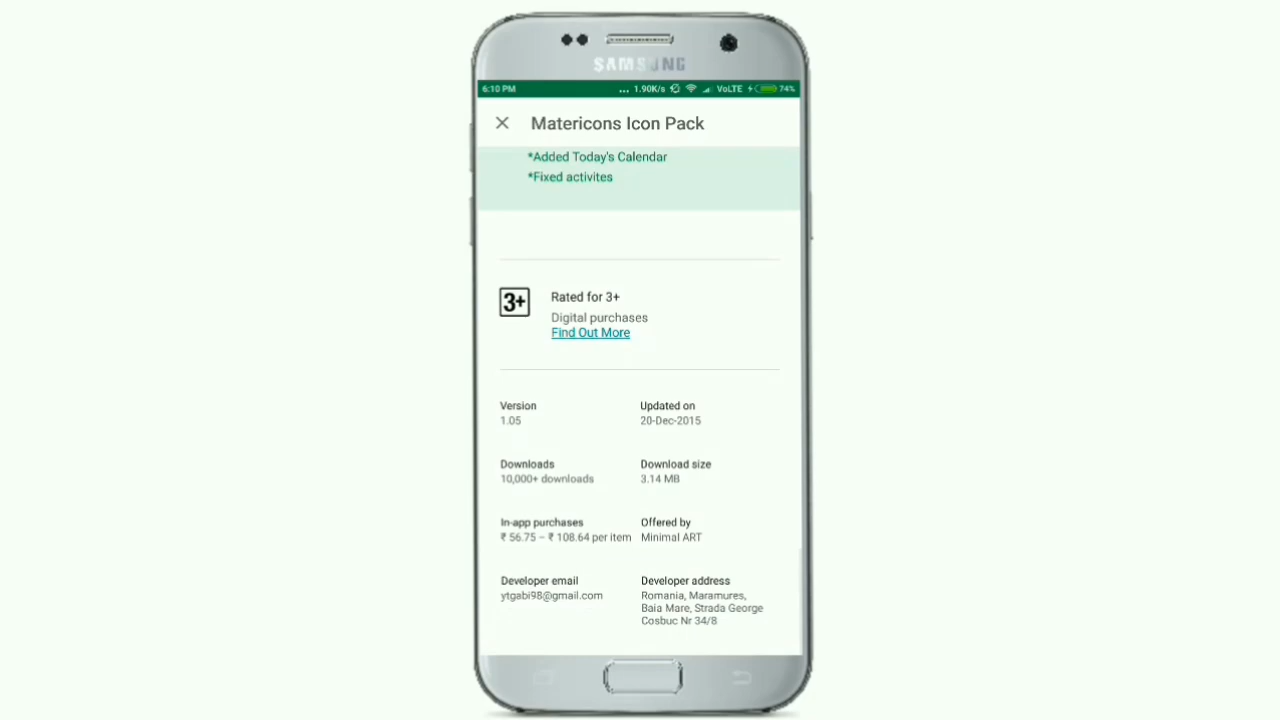 SAMSUNG
6:10 PM ... 1.90K/s VoLTE 74%
Matericons Icon Pack
*Added Today's Calendar
*Fixed activites
3+
Rated for 3+
Digital purchases
Find Out More
Version
1.05
Updated on
20-Dec-2015
Downloads
10,000+ downloads
Download size
3.14 MB
In-app purchases
₹ 56.75 – ₹ 108.64 per item
Offered by
Minimal ART
Developer email
ytgabi98@gmail.com
Developer address
Romania, Maramures,
Baia Mare, Strada George
Cosbuc Nr 34/8